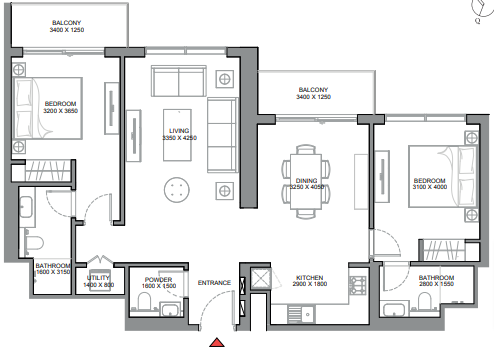 BALCONY
3400 X 1250
BEDROOM
3200 X 3650
LIVING
3350 X 4250
BALCONY
3400 X 1250
DINING
3250 X 4050
BEDROOM
3100 X 4000
BATHROOM
1600 X 3150
UTILITY
1400 X 800
POWDER
1600 X 1500
ENTRANCE
KITCHEN
2900 X 1800
BATHROOM
2800 X 1550